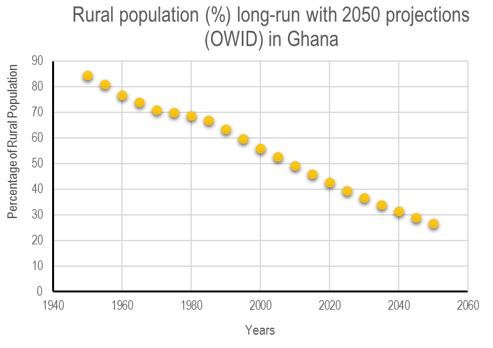 Rural population (%) long-run with 2050 projections
(OWID) in Ghana
Percentage of Rural Population
90
80
70
60
50
40
30
20
10
0
1940 1960 1980 2000 2020 2040 2060
Years